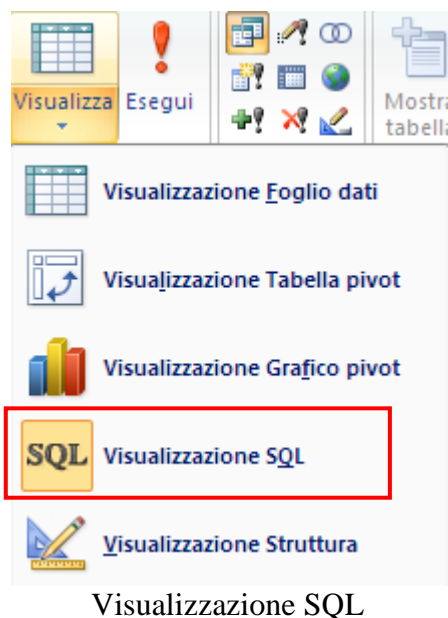 Visualizza Esegui
Mostra
tabella
Visualizzazione Foglio dati
Visualizzazione Tabella pivot
Visualizzazione Grafico pivot
SQL Visualizzazione SQL
Visualizzazione Struttura
Visualizzazione SQL